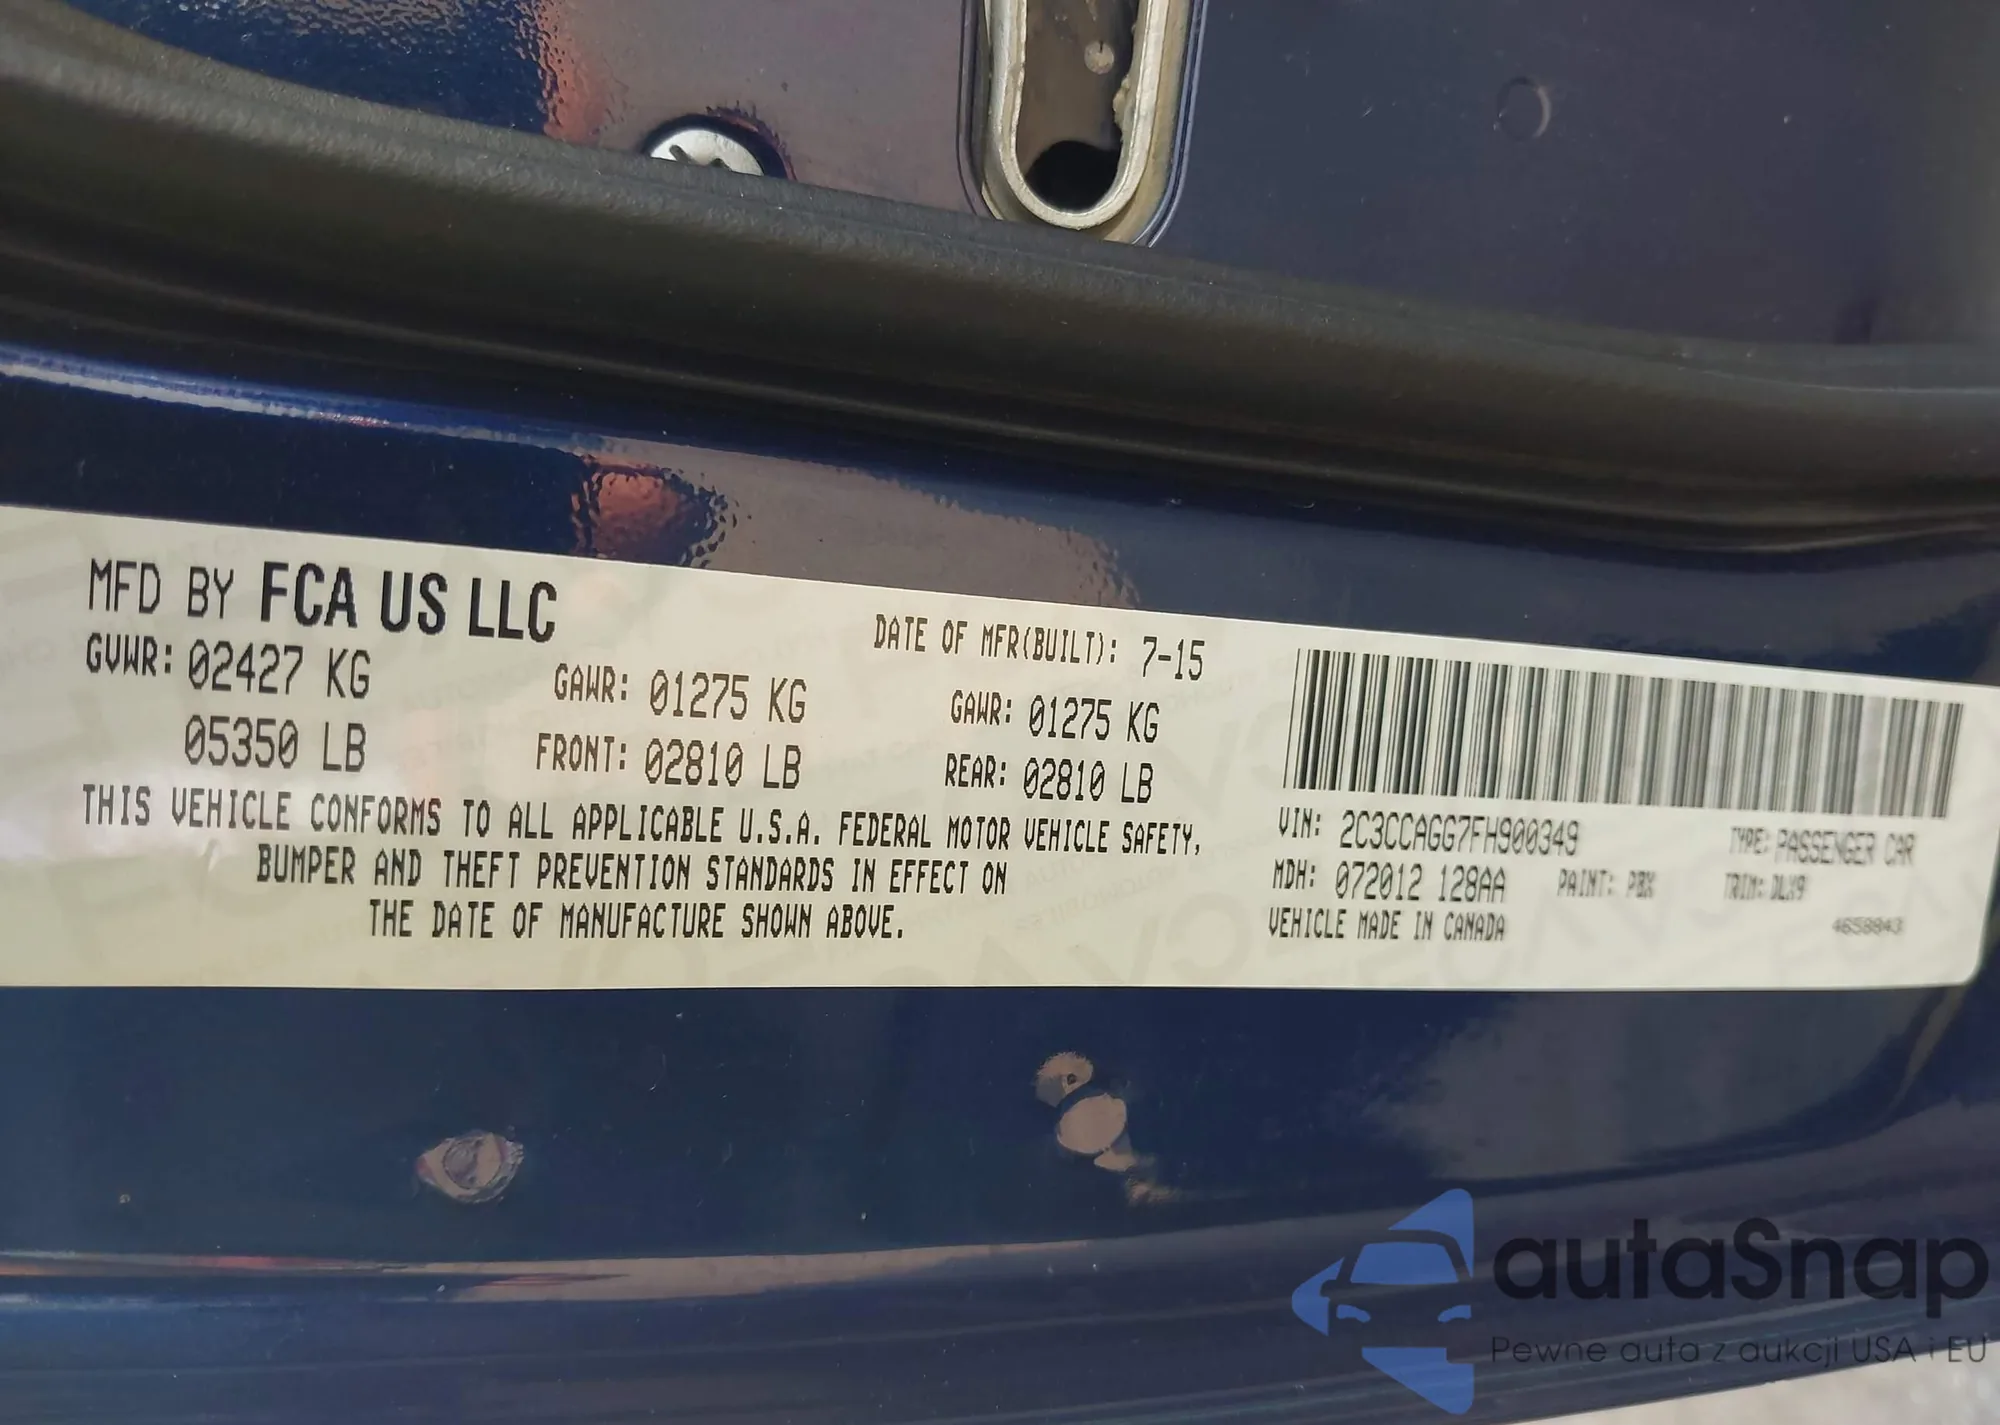 MFD BY FCA US LLC
DATE OF MFR(BUILT): 7-15
GVWR: 02427 KG
05350 LB
GAWR: 01275 KG
FRONT: 02810 LB
GAWR: 01275 KG
REAR: 02810 LB
THIS VEHICLE CONFORMS TO ALL APPLICABLE U.S.A. FEDERAL MOTOR VEHICLE SAFETY,
BUMPER AND THEFT PREVENTION STANDARDS IN EFFECT ON
THE DATE OF MANUFACTURE SHOWN ABOVE.
VIN: 2C3CCAGG7FH900349
TYPE: PASSENGER CAR
MDH: 072012 128AA
PAINT: PBX
TRIM: DLX9
VEHICLE MADE IN CANADA
4658843
autaSnap
Pewne auta z aukcji USA i EU